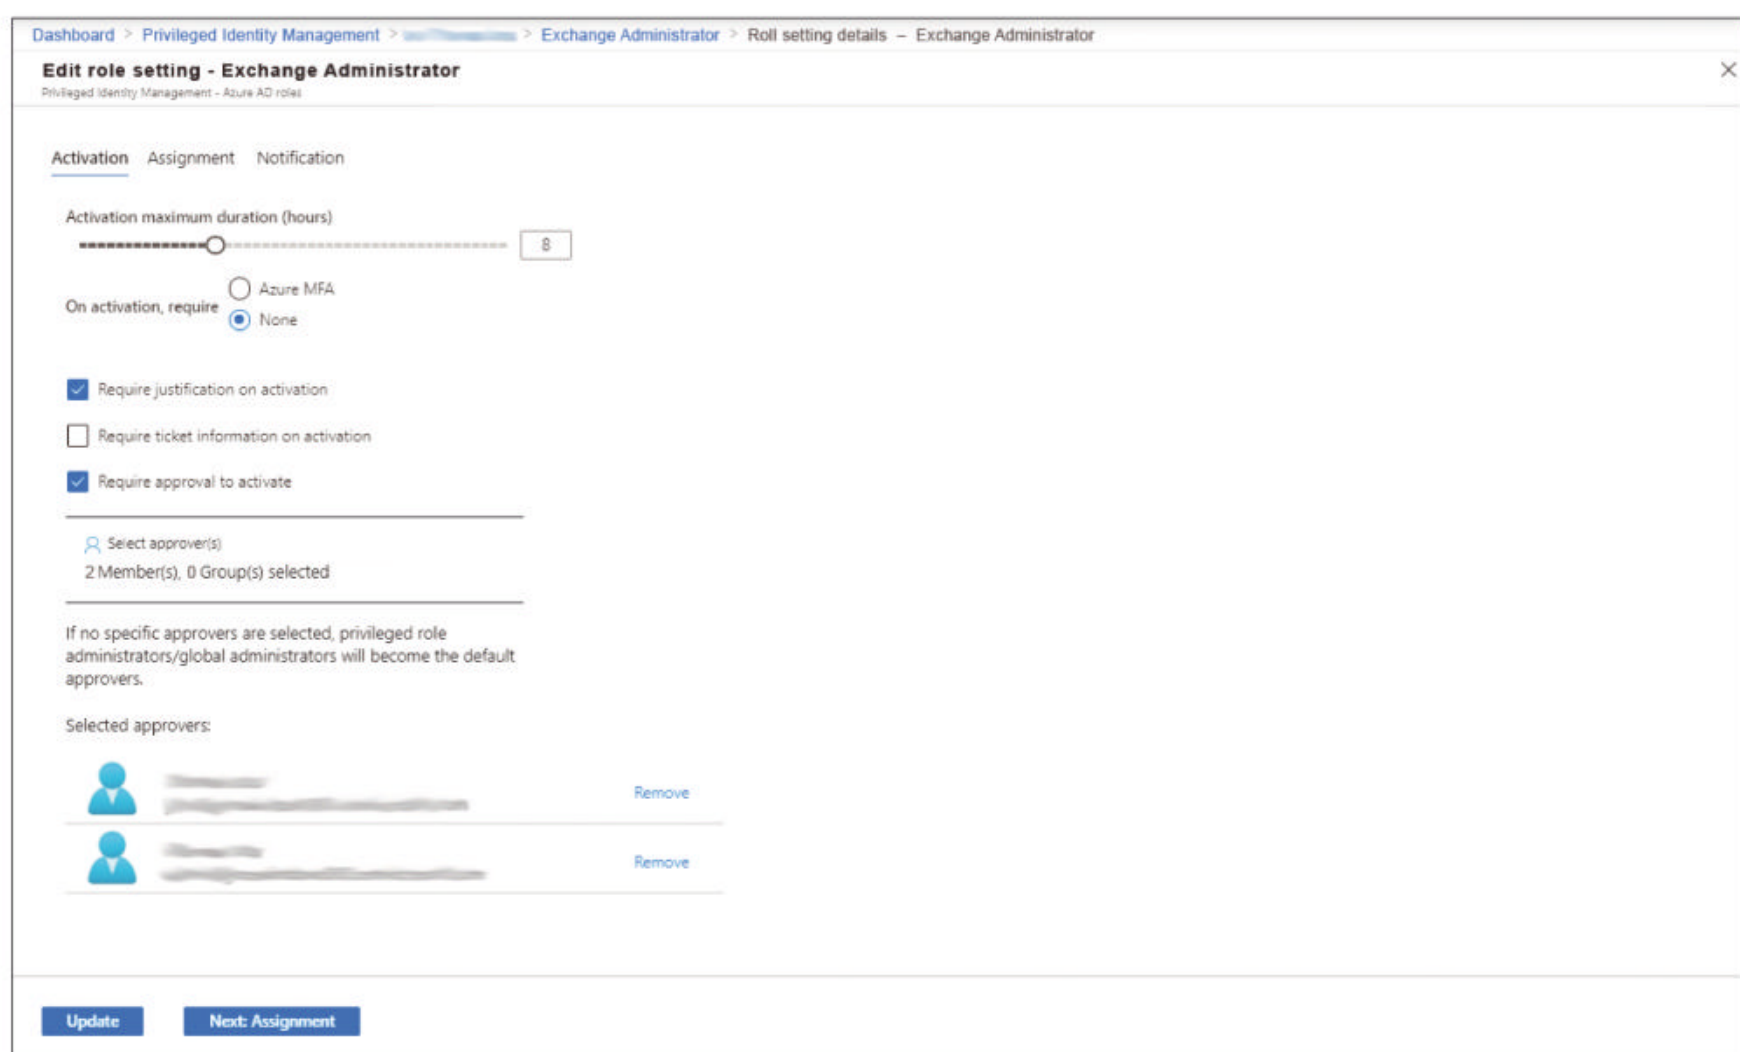 Dashboard > Privileged Identity Management > > Exchange Administrator > Roll setting details – Exchange Administrator
Edit role setting - Exchange Administrator
Privileged Identity Management - Azure AD roles
Activation Assignment Notification
Activation maximum duration (hours)
8
On activation, require
Azure MFA
None
Require justification on activation
Require ticket information on activation
Require approval to activate
Select approver(s)
2 Member(s), 0 Group(s) selected
If no specific approvers are selected, privileged role
administrators/global administrators will become the default
approvers.
Selected approvers:
Remove
Remove
Update Next: Assignment